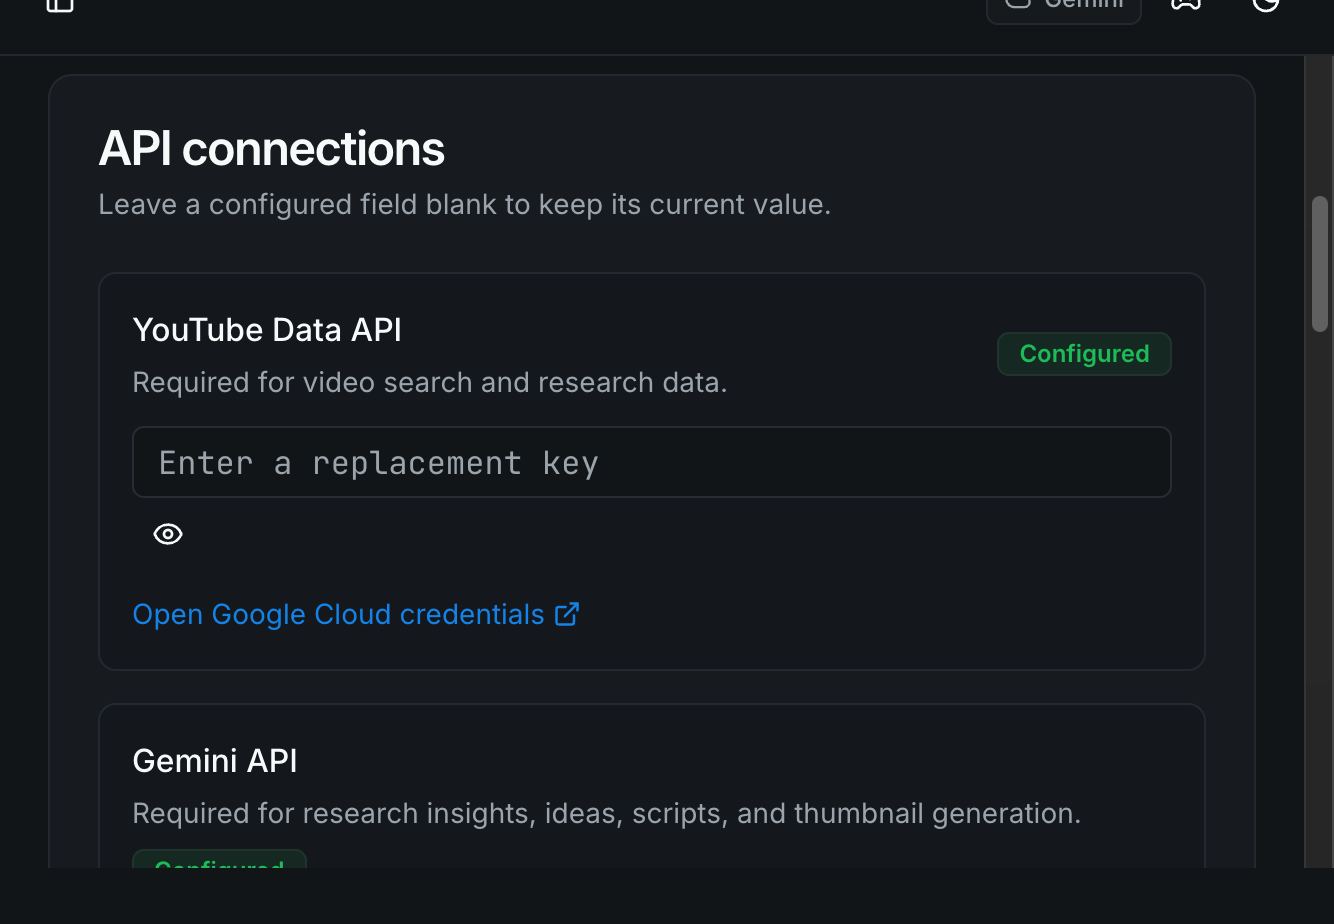 Gemini
API connections
Leave a configured field blank to keep its current value.
YouTube Data API
Configured
Required for video search and research data.
Enter a replacement key
Open Google Cloud credentials
Gemini API
Required for research insights, ideas, scripts, and thumbnail generation.
Configured